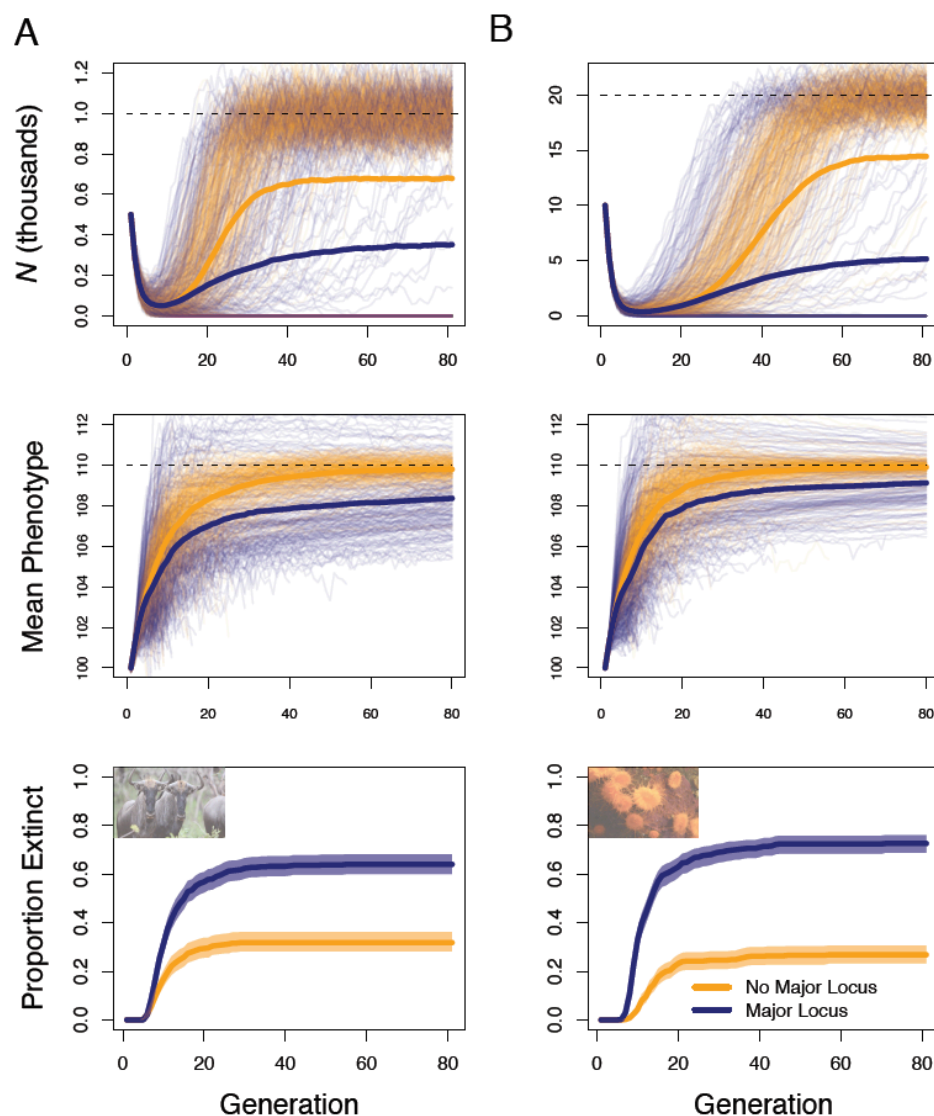 A
B
N (thousands)
1.2
1.0
0.8
0.6
0.4
0.2
0.0
0 20 40 60 80
20
15
10
5
0
0 20 40 60 80
Mean Phenotype
112
110
108
106
104
102
100
0 20 40 60 80
112
110
108
106
104
102
100
0 20 40 60 80
Proportion Extinct
1.0
0.8
0.6
0.4
0.2
0.0
0 20 40 60 80
Generation
1.0
0.8
0.6
0.4
0.2
0.0
No Major Locus
Major Locus
0 20 40 60 80
Generation